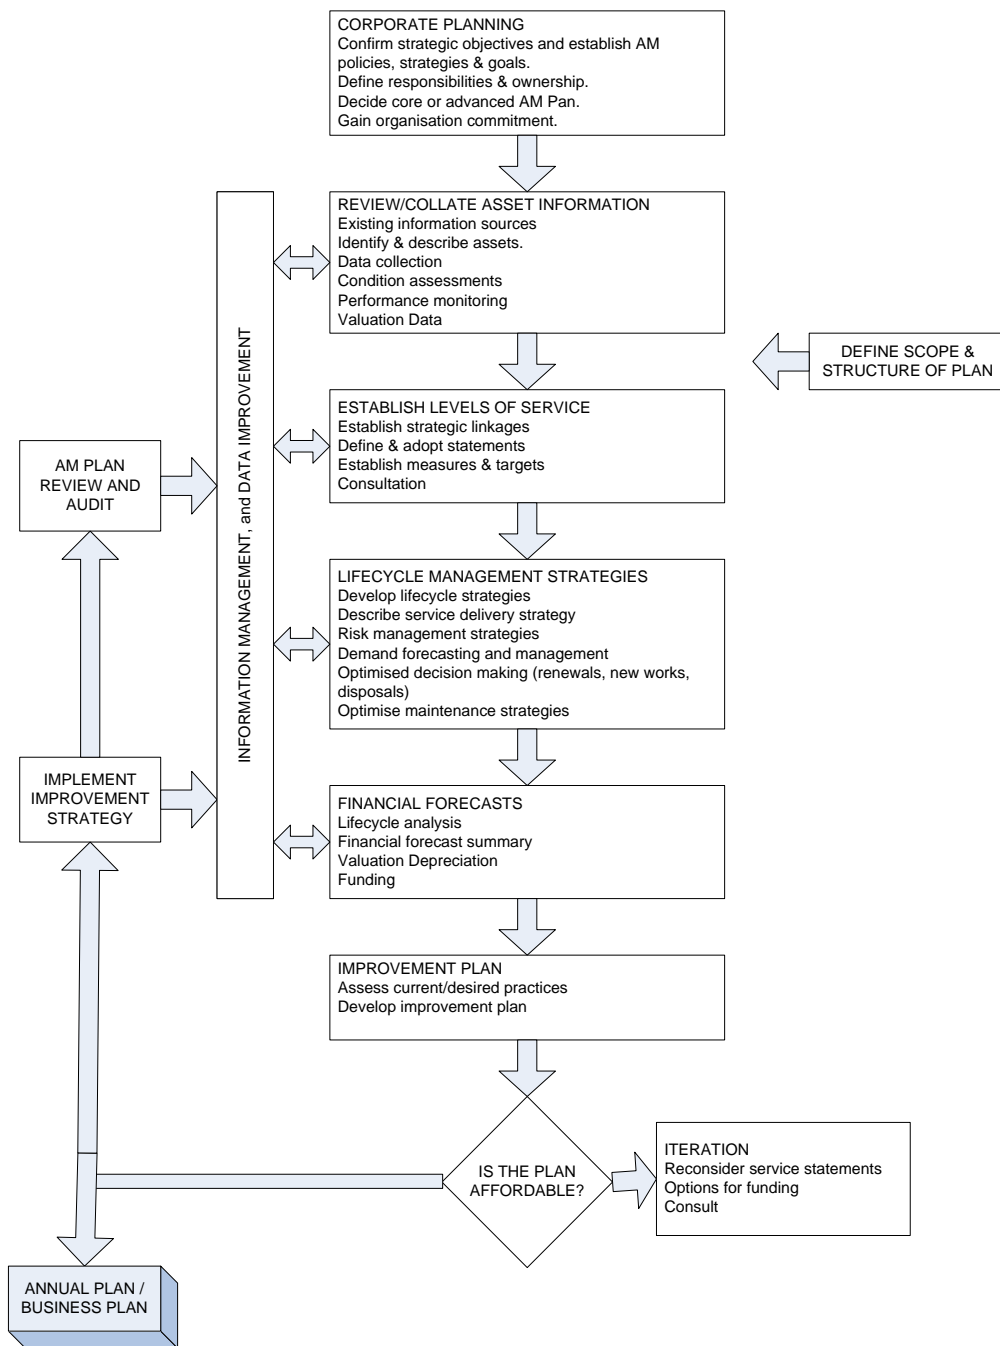 CORPORATE PLANNING
Confirm strategic objectives and establish AM
policies, strategies & goals.
Define responsibilities & ownership.
Decide core or advanced AM Pan.
Gain organisation commitment.
REVIEW/COLLATE ASSET INFORMATION
Existing information sources
Identify & describe assets.
Data collection
Condition assessments
Performance monitoring
Valuation Data
DEFINE SCOPE &
STRUCTURE OF PLAN
INFORMATION MANAGEMENT, and DATA IMPROVEMENT
ESTABLISH LEVELS OF SERVICE
Establish strategic linkages
Define & adopt statements
Establish measures & targets
Consultation
AM PLAN
REVIEW AND
AUDIT
LIFECYCLE MANAGEMENT STRATEGIES
Develop lifecycle strategies
Describe service delivery strategy
Risk management strategies
Demand forecasting and management
Optimised decision making (renewals, new works,
disposals)
Optimise maintenance strategies
IMPLEMENT
IMPROVEMENT
STRATEGY
FINANCIAL FORECASTS
Lifecycle analysis
Financial forecast summary
Valuation Depreciation
Funding
IMPROVEMENT PLAN
Assess current/desired practices
Develop improvement plan
IS THE PLAN
AFFORDABLE?
ITERATION
Reconsider service statements
Options for funding
Consult
ANNUAL PLAN /
BUSINESS PLAN